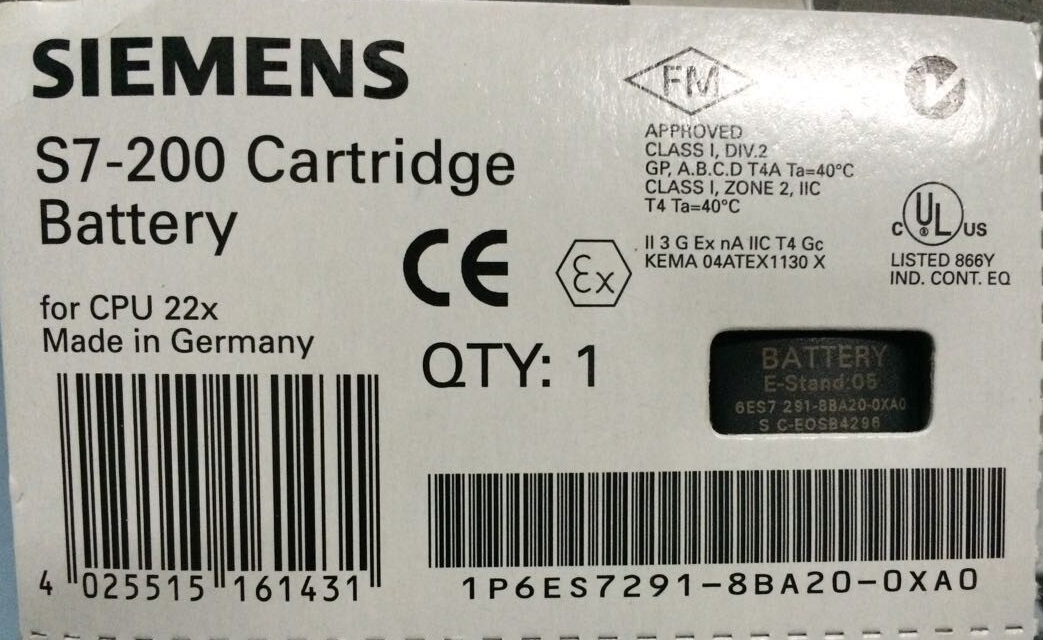 SIEMENS
S7-200 Cartridge
Battery
for CPU 22x
Made in Germany
4 025515 161431
CE
Ex
QTY: 1
FM
APPROVED
CLASS I, DIV.2
GP, A.B.C.D T4A Ta=40°C
CLASS I, ZONE 2, IIC
T4 Ta=40°C
II 3 G Ex nA IIC T4 Gc
KEMA 04ATEX1130 X
C UL ® US
LISTED 866Y
IND. CONT. EQ
BATTERY
E-Stand:05
6ES7 291-8BA20-0XA0
S C-EOSB4296
1P6ES7291-8BA20-0XA0